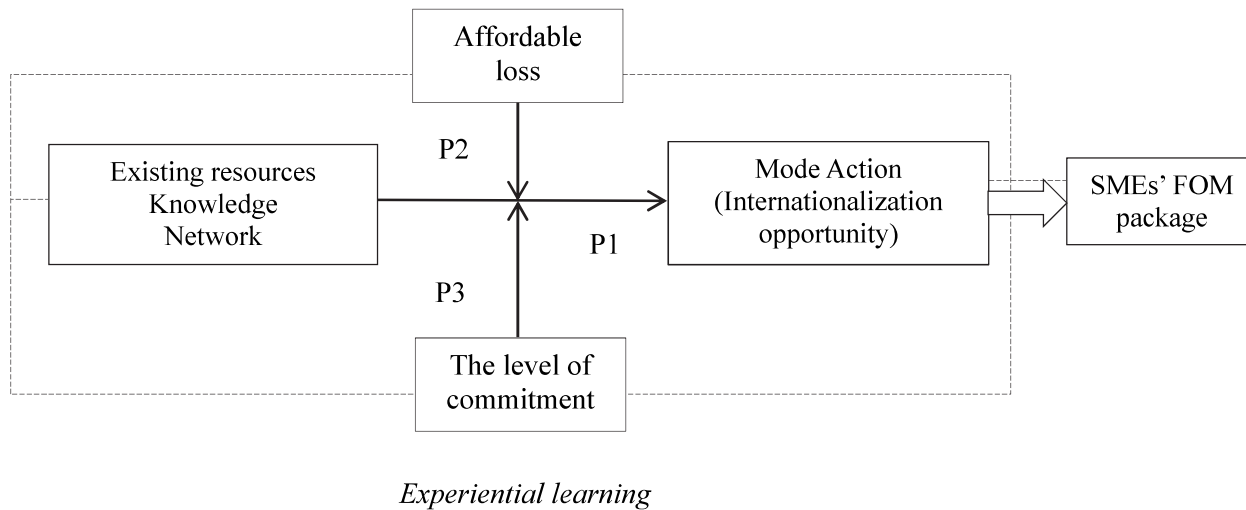 Affordable
loss
P2
Existing resources
Knowledge
Network
Mode Action
(Internationalization
opportunity)
SMEs’ FOM
package
P1
P3
The level of
commitment
Experiential learning